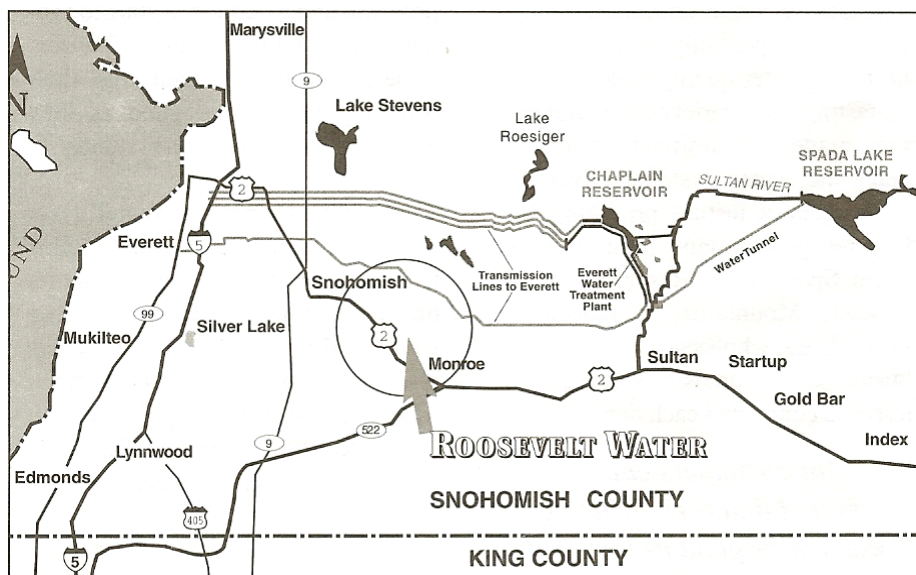 Marysville
9
Lake Stevens
Lake
Roesiger
CHAPLAIN
RESERVOIR
SPADA LAKE
RESERVOIR
SULTAN RIVER
N
2
Everett
5
UND
Snohomish
Transmission
Lines to Everett
Everett
Water
Treatment
Plant
WaterTunnel
99
Mukilteo
Silver Lake
2
Monroe
Sultan
Startup
2
Gold Bar
522
9
Lynnwood
ROOSEVELT WATER
Index
Edmonds
SNOHOMISH COUNTY
405
5
KING COUNTY